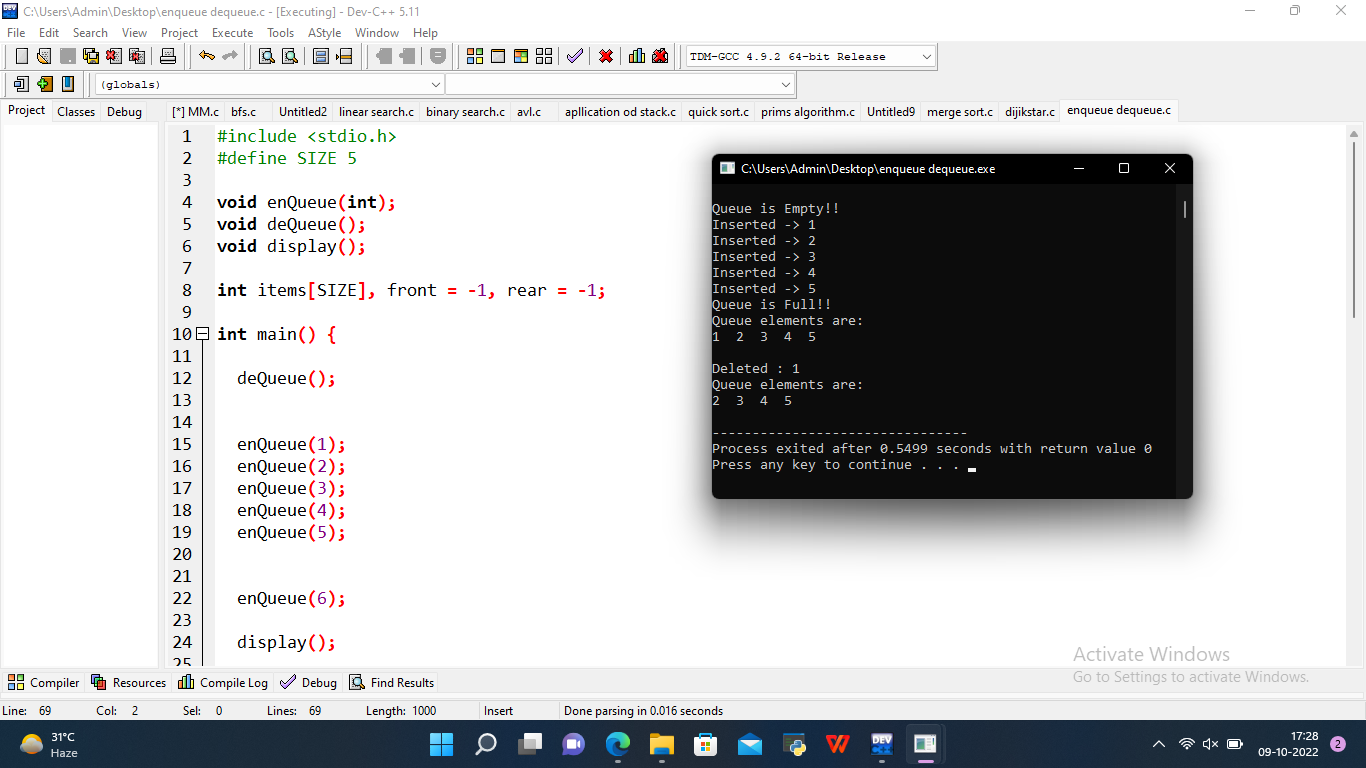 C:\Users\Admin\Desktop\enqueue dequeue.c - [Executing] - Dev-C++ 5.11
File Edit Search View Project Execute Tools AStyle Window Help
TDM-GCC 4.9.2 64-bit Release
(globals)
Project Classes Debug [*] MM.c bfs.c Untitled2 linear search.c binary search.c avl.c apllication od stack.c quick sort.c prims algorithm.c Untitled9 merge sort.c dijikstar.c enqueue dequeue.c
1 #include <stdio.h>
2 #define SIZE 5
3
4 void enQueue(int);
5 void deQueue();
6 void display();
7
8 int items[SIZE], front = -1, rear = -1;
9
10 int main() {
11
12 deQueue();
13
14
15 enQueue(1);
16 enQueue(2);
17 enQueue(3);
18 enQueue(4);
19 enQueue(5);
20
21
22 enQueue(6);
23
24 display();
25
C:\Users\Admin\Desktop\enqueue dequeue.exe
Queue is Empty!!
Inserted -> 1
Inserted -> 2
Inserted -> 3
Inserted -> 4
Inserted -> 5
Queue is Full!!
Queue elements are:
1 2 3 4 5
Deleted : 1
Queue elements are:
2 3 4 5
--------------------------------
Process exited after 0.5499 seconds with return value 0
Press any key to continue . . .
Activate Windows
Go to Settings to activate Windows.
Compiler Resources Compile Log Debug Find Results
Line: 69 Col: 2 Sel: 0 Lines: 69 Length: 1000 Insert Done parsing in 0.016 seconds
31°C
Haze
DEV
17:28
09-10-2022
2